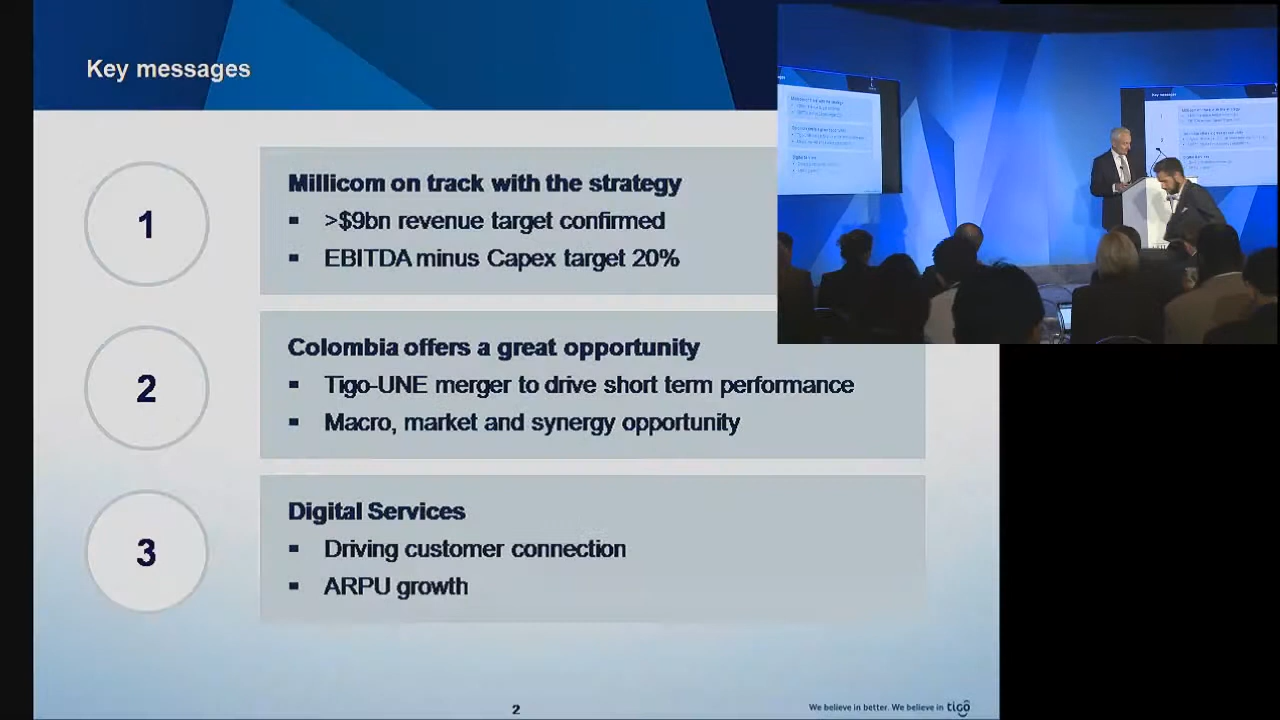 Key messages
1
Millicom on track with the strategy
▪ >$9bn revenue target confirmed
▪ EBITDA minus Capex target 20%
2
Colombia offers a great opportunity
▪ Tigo-UNE merger to drive short term performance
▪ Macro, market and synergy opportunity
3
Digital Services
▪ Driving customer connection
▪ ARPU growth
2
We believe in better. We believe in tigo
Key messages